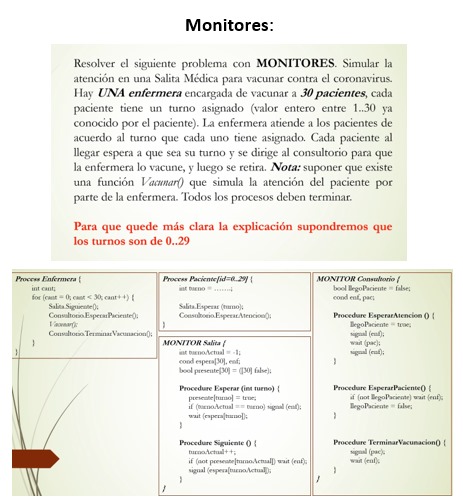 Monitores:
Resolver el siguiente problema con MONITORES. Simular la
atención en una Salita Médica para vacunar contra el coronavirus.
Hay UNA enfermera encargada de vacunar a 30 pacientes, cada
paciente tiene un turno asignado (valor entero entre 1..30 ya
conocido por el paciente). La enfermera atiende a los pacientes de
acuerdo al turno que cada uno tiene asignado. Cada paciente al
llegar espera a que sea su turno y se dirige al consultorio para que
la enfermera lo vacune, y luego se retira. Nota: suponer que existe
una función Vacunar() que simula la atención del paciente por
parte de la enfermera. Todos los procesos deben terminar.
Para que quede más clara la explicación supondremos que
los turnos son de 0..29
Process Enfermera {
int cant;
for (cant = 0; cant < 30; cant++) {
Salita.Siguiente();
Consultorio.EsperarPaciente();
Vacunar();
Consultorio.TerminarVacunacion();
}
}
Process Paciente[id=0..29] {
int turno = .......;
Salita.Esperar (turno);
Consultorio.EsperarAtencion();
}
MONITOR Salita {
int turnoActual = -1;
cond espera[30], enf;
bool presente[30] = ([30] false);
Procedure Esperar (int turno) {
presente[turno] = true;
if (turnoActual == turno) signal (enf);
wait (espera[turno]);
}
Procedure Siguiente () {
turnoActual++;
if (not presente[turnoActual]) wait (enf);
signal (espera[turnoActual]);
}
}
MONITOR Consultorio {
bool llegoPaciente = false;
cond enf, pac;
Procedure EsperarAtencion () {
llegoPaciente = true;
signal (enf);
wait (pac);
signal (enf);
}
Procedure EsperarPaciente() {
if (not llegoPaciente) wait (enf);
llegoPaciente = false;
}
Procedure TerminarVacunacion() {
signal (pac);
wait (enf);
}
}